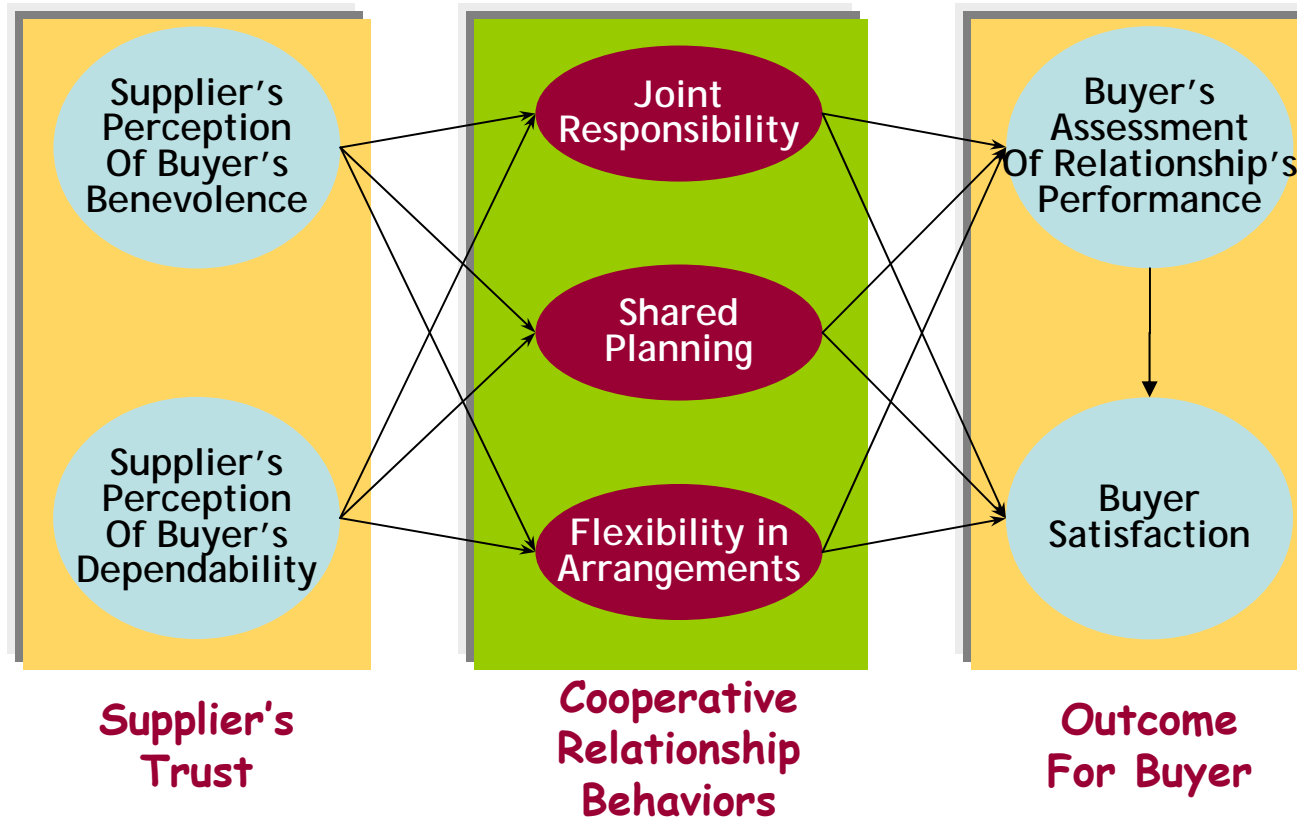 Supplier's
Perception
Of Buyer's
Benevolence
Supplier's
Perception
Of Buyer's
Dependability
Supplier's
Trust
Joint
Responsibility
Shared
Planning
Flexibility in
Arrangements
Cooperative
Relationship
Behaviors
Buyer's
Assessment
Of Relationship's
Performance
Buyer
Satisfaction
Outcome
For Buyer